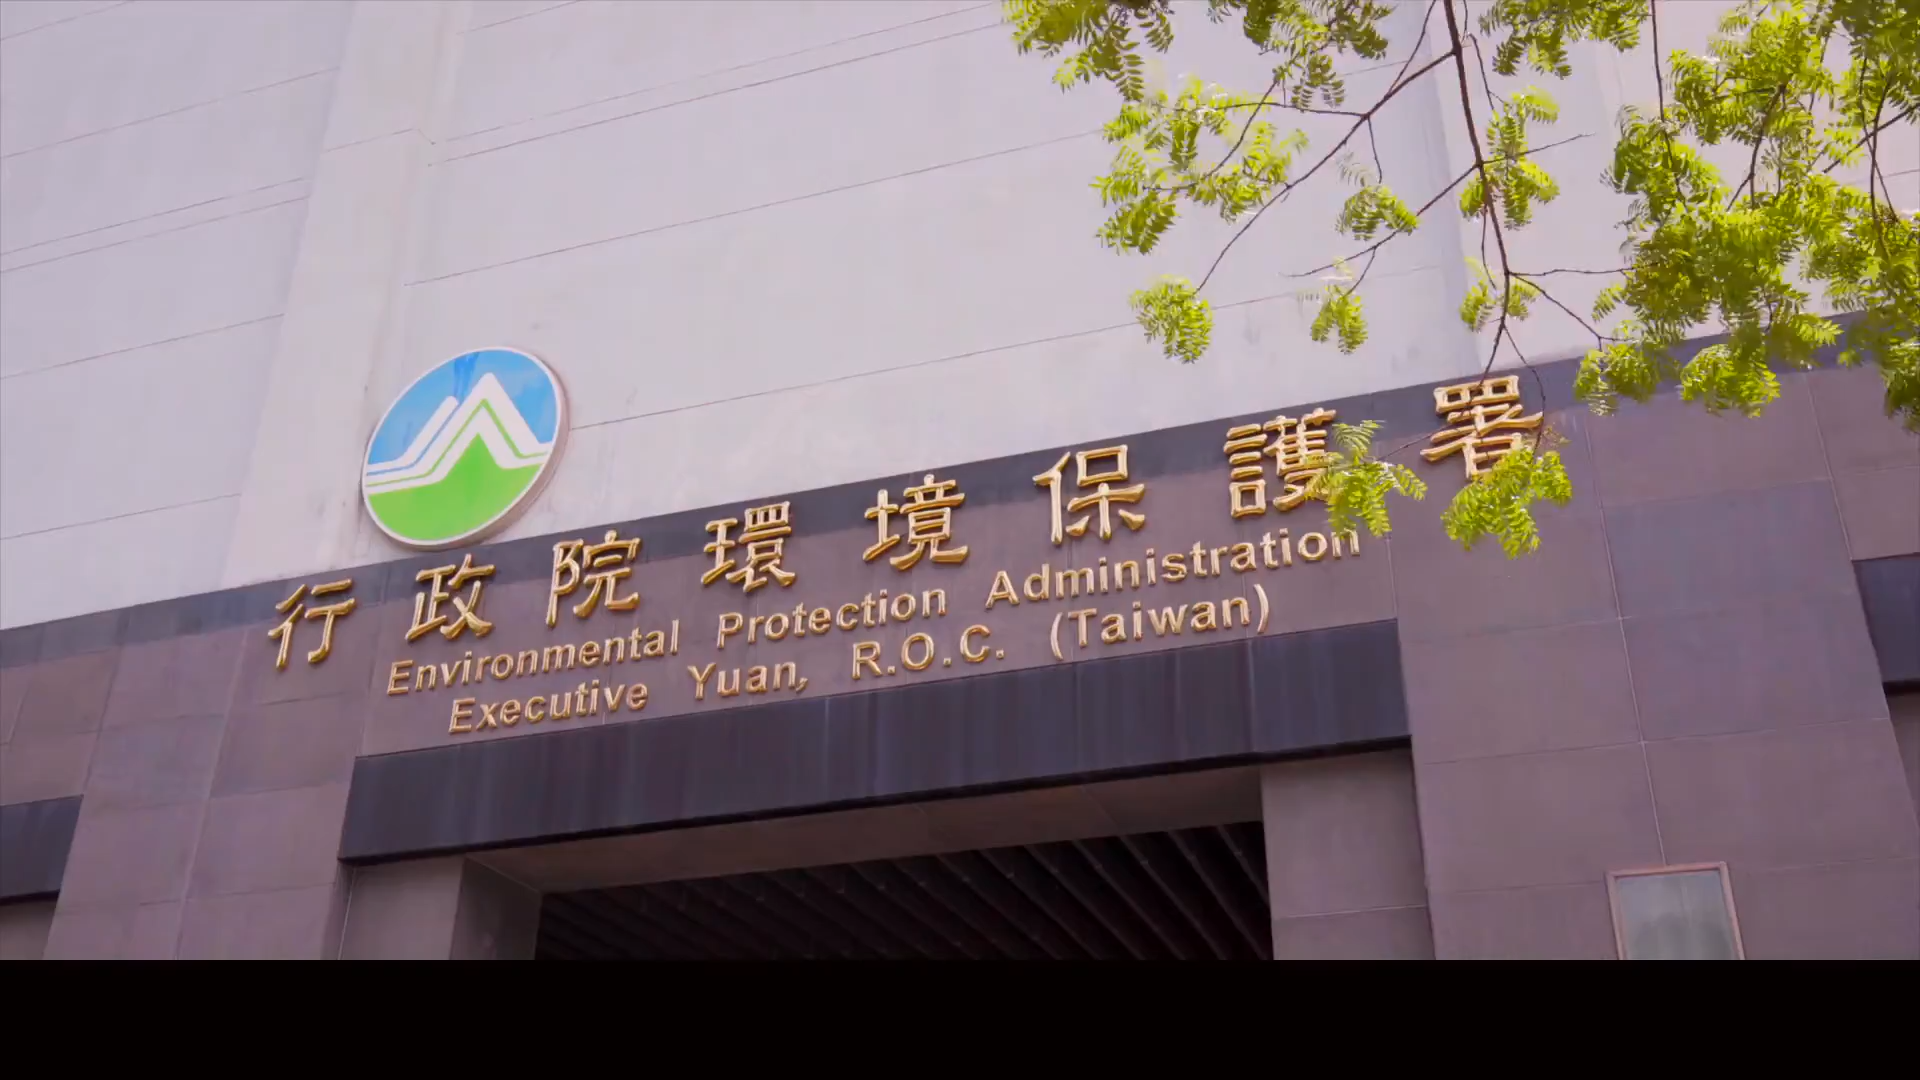 行政院環境保護署
Environmental Protection Administration
Executive Yuan, R.O.C. (Taiwan)